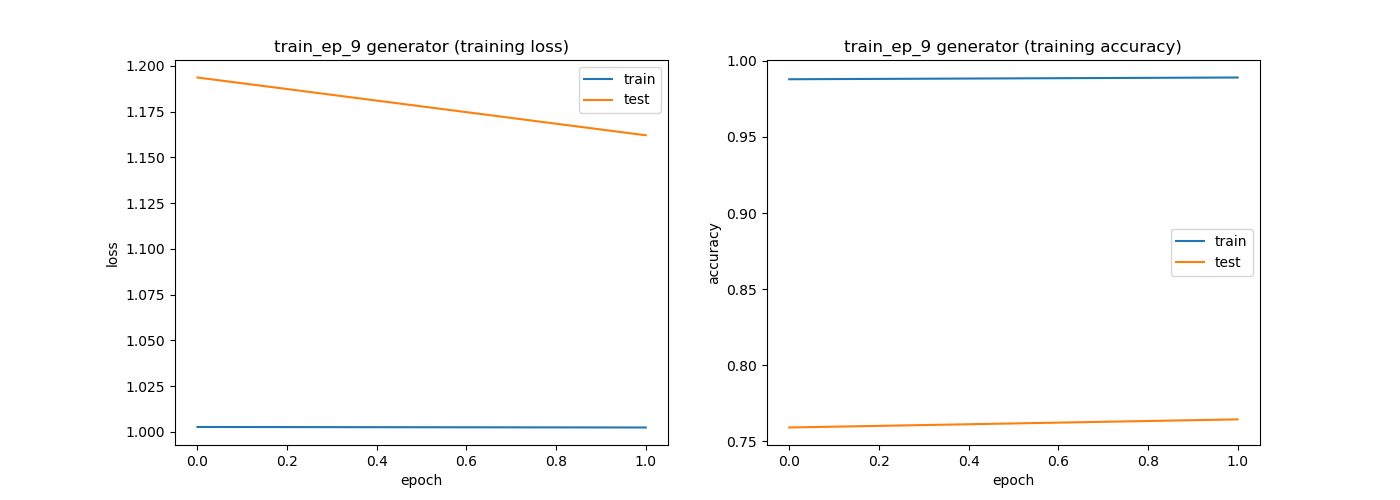 train_ep_9 generator (training loss)
1.200
1.175
1.150
1.125
1.100
1.075
1.050
1.025
1.000
loss
0.0 0.2 0.4 0.6 0.8 1.0
epoch
train
test
train_ep_9 generator (training accuracy)
1.00
0.95
0.90
0.85
0.80
0.75
accuracy
0.0 0.2 0.4 0.6 0.8 1.0
epoch
train
test